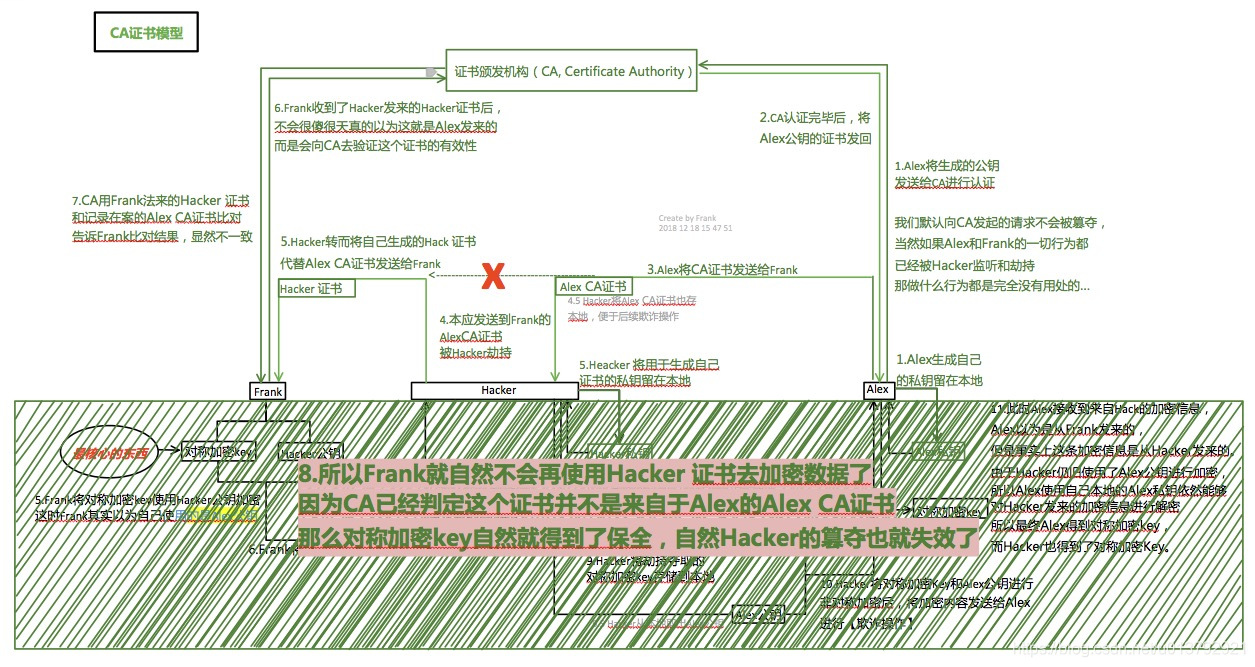 CA证书模型
证书颁发机构（CA, Certificate Authority）
6.Frank收到了Hacker发来的Hacker证书后，
不会很傻很天真的以为这就是Alex发来的
而是会向CA去验证这个证书的有效性
2.CA认证完毕后，将
Alex公钥的证书发回
1.Alex将生成的公钥
发送给CA进行认证
7.CA用Frank法来的Hacker 证书
和记录在案的Alex CA证书比对
告诉Frank比对结果，显然不一致
Create by Frank
2018 12 18 15 47 51
我们默认向CA发起的请求不会被篡夺，
当然如果Alex和Frank的一切行为都
已经被Hacker监听和劫持
那做什么行为都是完全没有用处的...
5.Hacker转而将自己生成的Hack 证书
代替Alex CA证书发送给Frank
X
3.Alex将CA证书发送给Frank
Hacker 证书
Alex CA证书
4.5 Hacker将Alex CA证书也存
本地，便于后续欺诈操作
4.本应发送到Frank的
AlexCA证书
被Hacker劫持
5.Heacker 将用于生成自己
证书的私钥留在本地
1.Alex生成自己
的私钥留在本地
Frank
Hacker
Alex
11.此时Alex接收到来自Hack的加密信息，
Alex以为是从Frank发来的，
但是事实上这条加密信息是从Hacker发来的。
由于Hacker仍旧使用了Alex公钥进行加密，
所以Alex使用自己本地的Alex私钥依然能够
对Hacker发来的加密信息进行解密
所以最终Alex得到对称加密key，
而Hacker也得到了对称加密Key。
最核心的东西
对称加密key
Hacker公钥
Hacker私钥
Alex私钥
8.所以Frank就自然不会再使用Hacker 证书去加密数据了
因为CA已经判定这个证书并不是来自于Alex的Alex CA证书
那么对称加密key自然就得到了保全，自然Hacker的篡夺也就失效了
5.Frank将对称加密key使用Hacker公钥加密
这时Frank其实以为自己使用的是
对称加密key
6.Frank
9.Hacker将劫持夺取的
对称加密key存储到本地
10.Hacker将对称加密Key和Alex公钥进行
非对称加密后，将加密内容发送给Alex
进行【欺诈操作】
Alex公钥